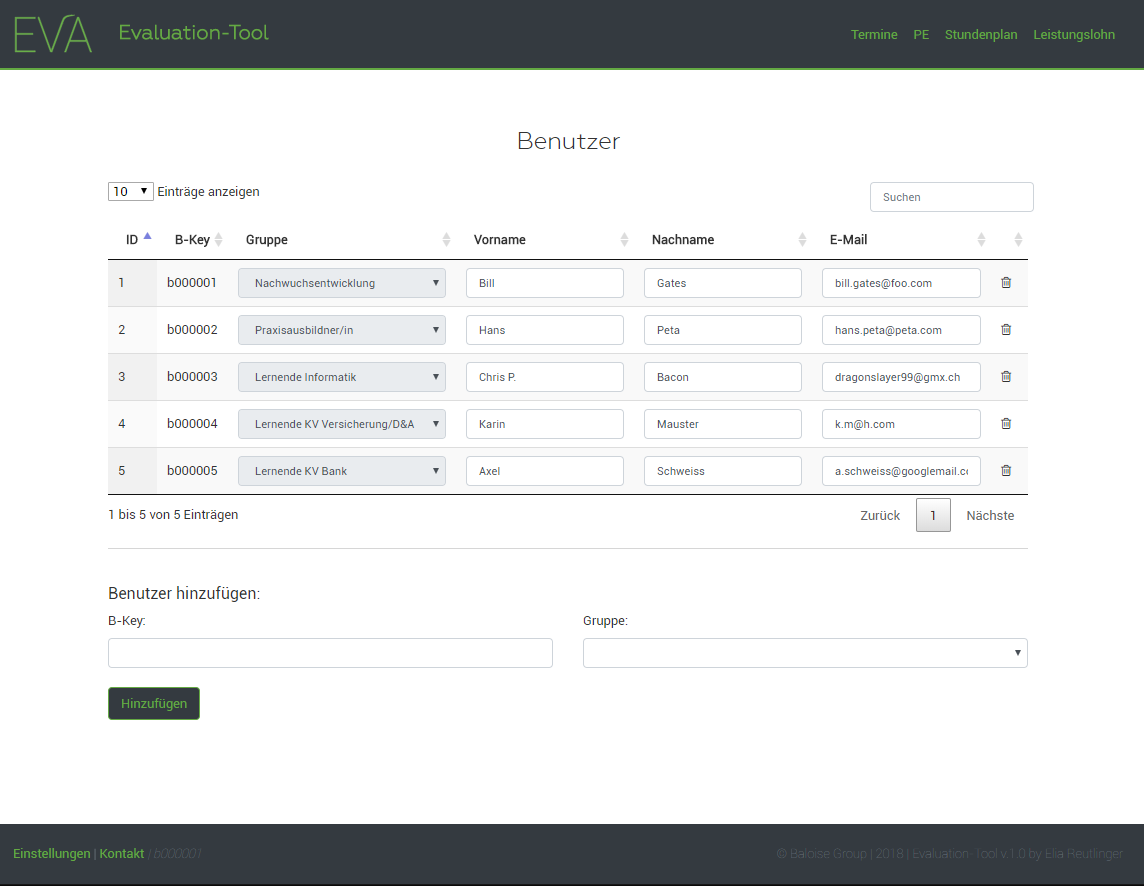 EVA Evaluation-Tool Termine PE Stundenplan Leistungslohn
Benutzer
10 Einträge anzeigen Suchen
ID B-Key Gruppe Vorname Nachname E-Mail
1 b000001 Nachwuchsentwicklung Bill Gates bill.gates@foo.com
2 b000002 Praxisausbildner/in Hans Peta hans.peta@peta.com
3 b000003 Lernende Informatik Chris P. Bacon dragonslayer99@gmx.ch
4 b000004 Lernende KV Versicherung/D&A Karin Mauster k.m@h.com
5 b000005 Lernende KV Bank Axel Schweiss a.schweiss@googlemail.co
1 bis 5 von 5 Einträgen Zurück 1 Nächste
Benutzer hinzufügen:
B-Key: Gruppe:
Hinzufügen
Einstellungen | Kontakt | b000001 © Baloise Group | 2018 | Evaluation-Tool v.1.0 by Elia Reutlinger